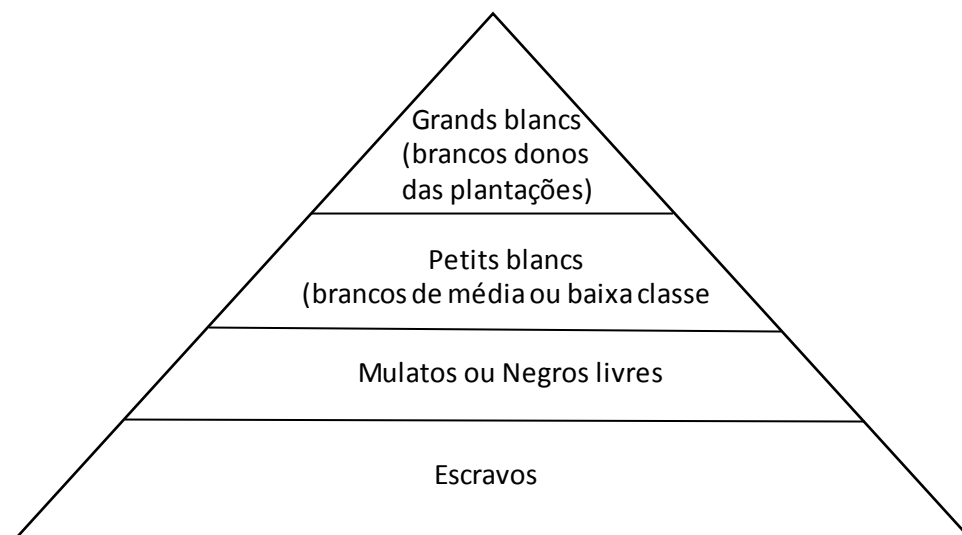 Grands blancs
(brancos donos
das plantações)
Petits blancs
(brancos de média ou baixa classe
Mulatos ou Negros livres
Escravos